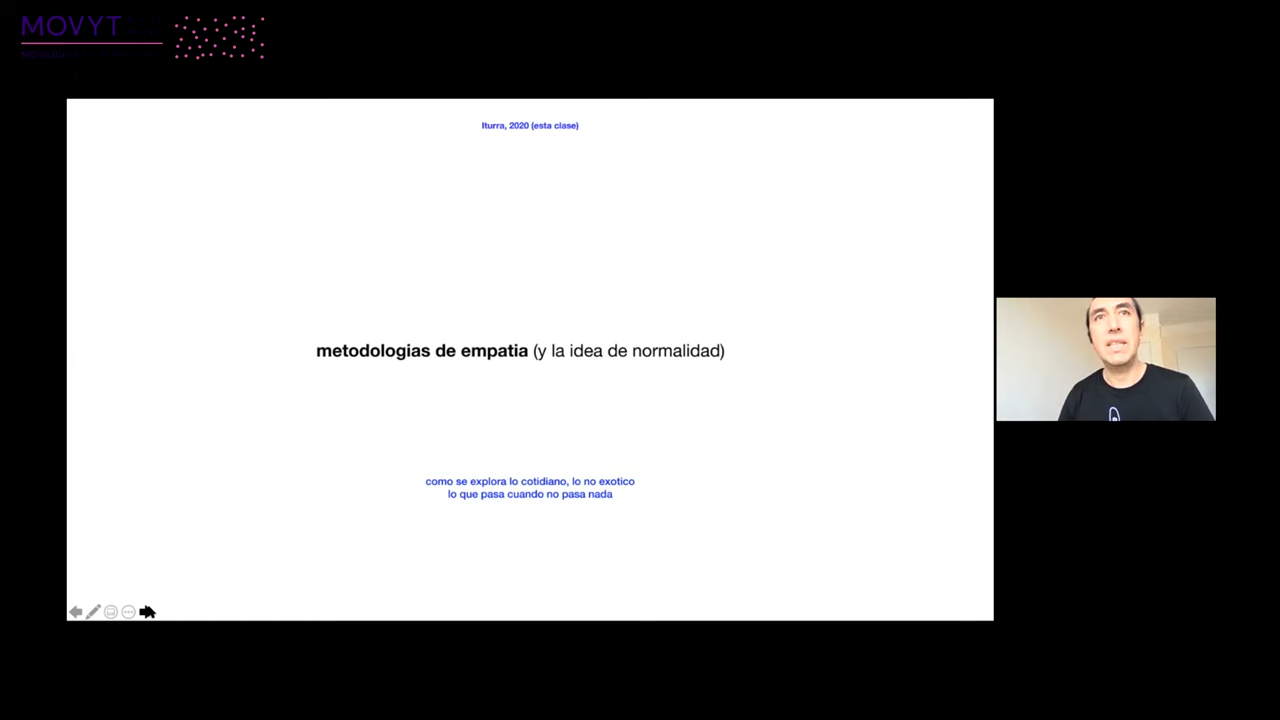 MOVYT
Iturra, 2020 (esta clase)
metodologias de empatia (y la idea de normalidad)
como se explora lo cotidiano, lo no exotico
lo que pasa cuando no pasa nada